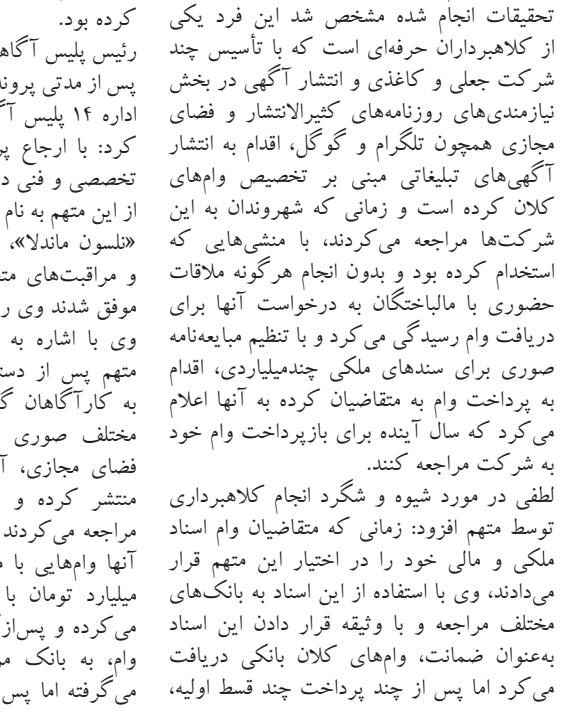 تحقیقات انجام شده مشخص شد این فرد یکی
از کلاهبرداران حرفه‌ای است که با تأسیس چند
شرکت جعلی و کاغذی و انتشار آگهی در بخش
نیازمندی‌های روزنامه‌های کثیرالانتشار و فضای
مجازی همچون تلگرام و گوگل، اقدام به انتشار
آگهی‌های تبلیغاتی مبنی بر تخصیص وام‌های
کلان کرده است و زمانی که شهروندان به این
شرکت‌ها مراجعه می‌کردند، با منشی‌هایی که
استخدام کرده بود و بدون انجام هرگونه ملاقات
حضوری با مالباختگان به درخواست آنها برای
دریافت وام رسیدگی می‌کرد و با تنظیم مبایعه‌نامه
صوری برای سندهای ملکی چندمیلیاردی، اقدام
به پرداخت وام به متقاضیان کرده به آنها اعلام
می‌کرد که سال آینده برای بازپرداخت وام خود
به شرکت مراجعه کنند.
لطفی در مورد شیوه و شگرد انجام کلاهبرداری
توسط متهم افزود: زمانی که متقاضیان وام اسناد
ملکی و مالی خود را در اختیار این متهم قرار
می‌دادند، وی با استفاده از این اسناد به بانک‌های
مختلف مراجعه و با وثیقه قرار دادن این اسناد
به‌عنوان ضمانت، وام‌های کلان بانکی دریافت
می‌کرد اما پس از چند پرداخت چند قسط اولیه،
کرده بود.
رئیس پلیس
پس از مدتی
اداره ۱۴ پلیس
کرد: با ارجاع
تخصصی و فنی
از این متهم به نام
«نلسون ماندلا»،
و مراقبت‌های
موفق شدند وی
وی با اشاره به
متهم پس از
به کارآگاهان
مختلف صوری
فضای مجازی،
منتشر کرده و
مراجعه می‌کردند
آنها وام‌هایی با
میلیارد تومان با
می‌کرده و
وام، به بانک
می‌گرفته اما پس